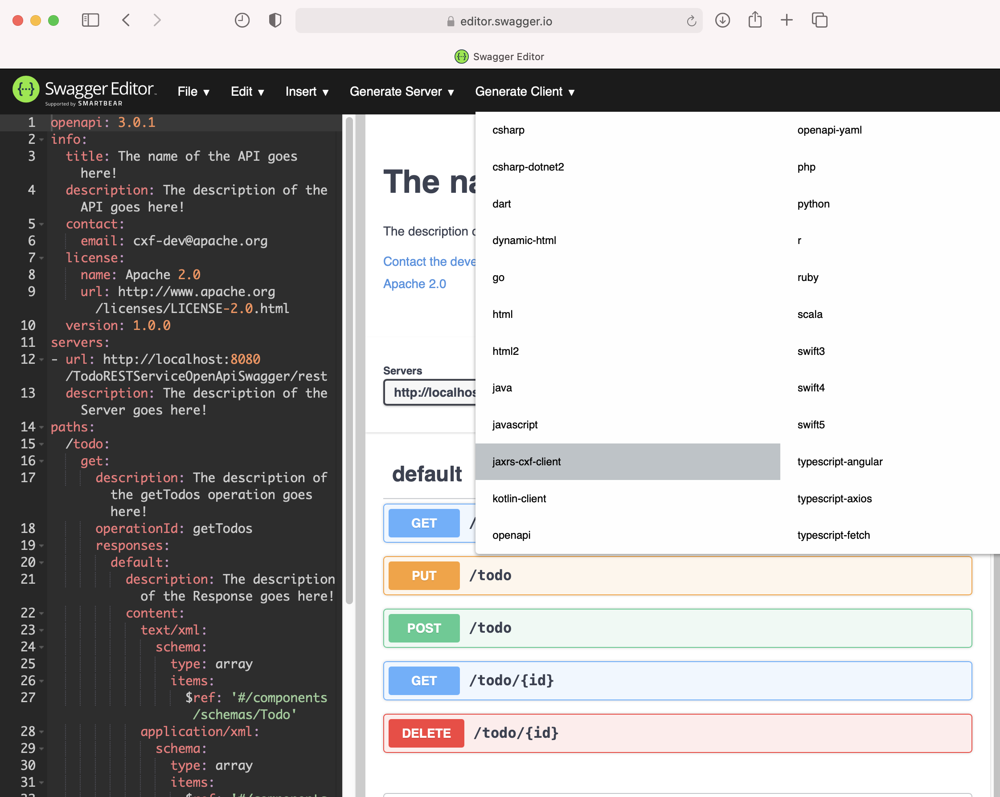 editor.swagger.io
Swagger Editor
Swagger Editor
Supported by SMARTBEAR
File ▼ Edit ▼ Insert ▼ Generate Server ▼ Generate Client ▼
1 openapi: 3.0.1
2 info:
3 title: The name of the API goes
here!
4 description: The description of the
API goes here!
5 contact:
6 email: cxf-dev@apache.org
7 license:
8 name: Apache 2.0
9 url: http://www.apache.org
/licenses/LICENSE-2.0.html
10 version: 1.0.0
11 servers:
12 - url: http://localhost:8080
/TodoRESTServiceOpenApiSwagger/rest
13 description: The description of the
Server goes here!
14 paths:
15 /todo:
16 get:
17 description: The description of
the getTodos operation goes
here!
18 operationId: getTodos
19 responses:
20 default:
21 description: The description
of the Response goes here!
22 content:
23 text/xml:
24 schema:
25 type: array
26 items:
27 $ref: '#/components
/schemas/Todo'
28 application/xml:
29 schema:
30 type: array
31 items:
The na
The description
Contact the deve
Apache 2.0
Servers
http://localhos
default
GET /
PUT /todo
POST /todo
GET /todo/{id}
DELETE /todo/{id}
csharp
csharp-dotnet2
dart
dynamic-html
go
html
html2
java
javascript
jaxrs-cxf-client
kotlin-client
openapi
openapi-yaml
php
python
r
ruby
scala
swift3
swift4
swift5
typescript-angular
typescript-axios
typescript-fetch